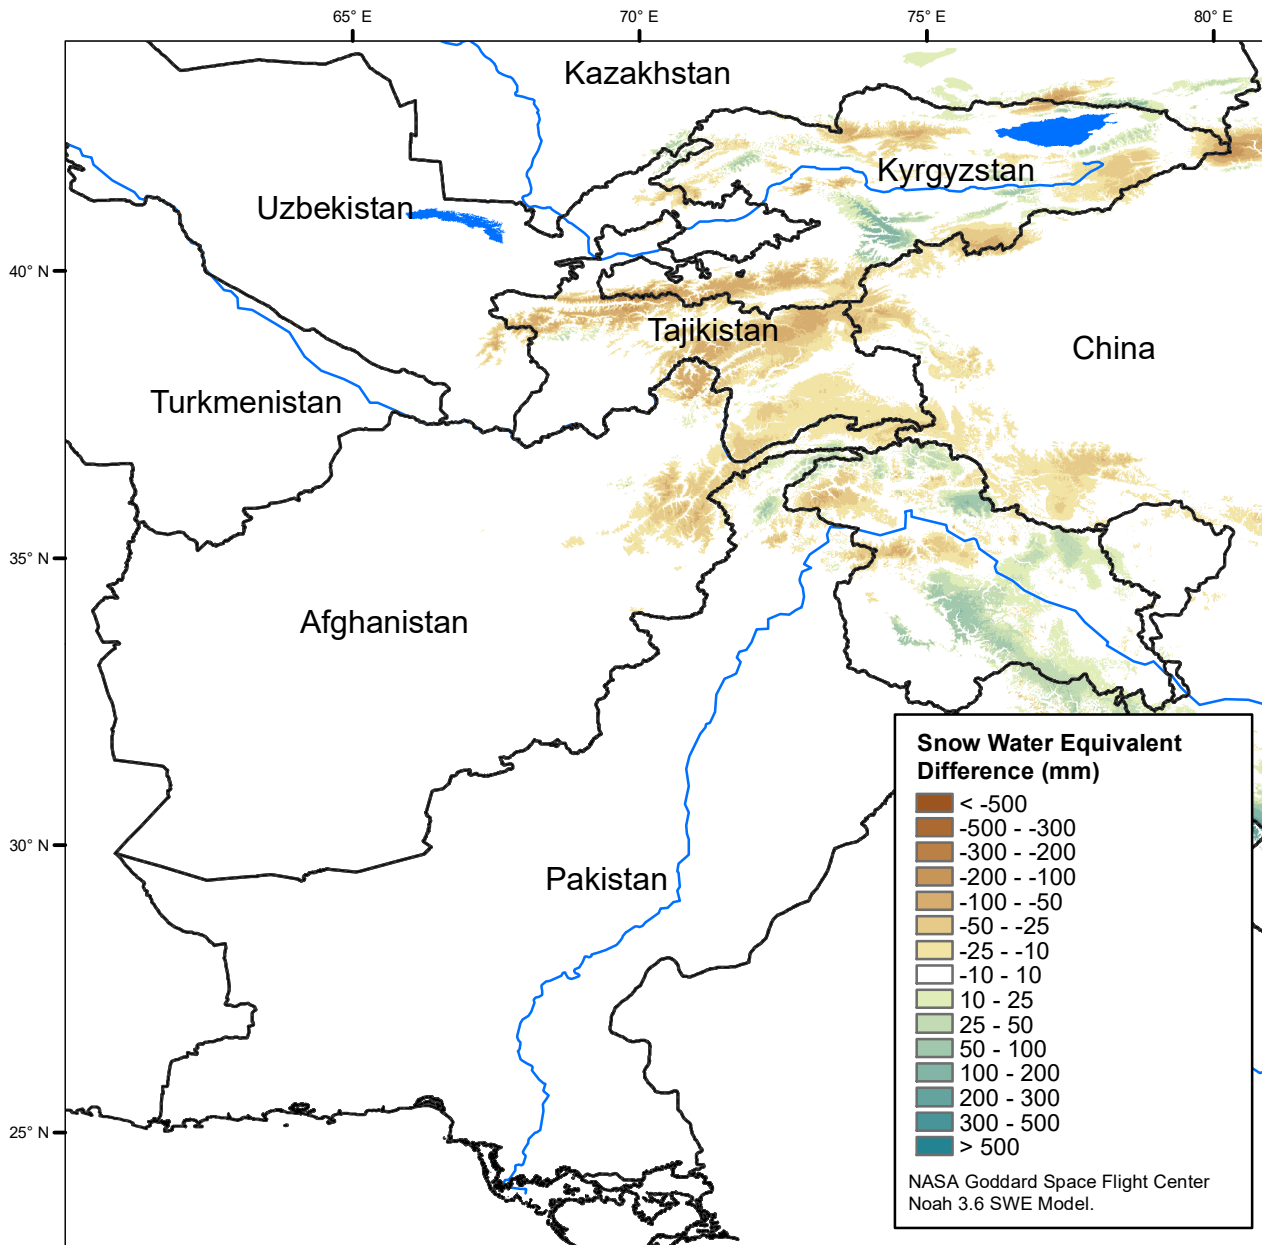 65° E
70° E
75° E
80° E
Kazakhstan
Kyrgyzstan
Uzbekistan
40° N
Tajikistan
China
Turkmenistan
35° N
Afghanistan
30° N
Pakistan
25° N
Snow Water Equivalent
Difference (mm)
< -500
-500 - -300
-300 - -200
-200 - -100
-100 - -50
-50 - -25
-25 - -10
-10 - 10
10 - 25
25 - 50
50 - 100
100 - 200
200 - 300
300 - 500
> 500
NASA Goddard Space Flight Center
Noah 3.6 SWE Model.